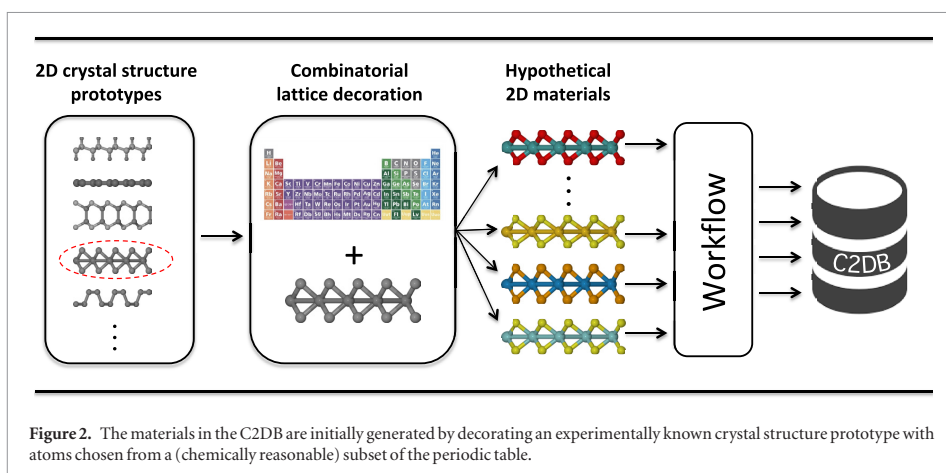 2D crystal structure
prototypes
Combinatorial
lattice decoration
Hypothetical
2D materials
+
Workflow
C2DB
Figure 2. The materials in the C2DB are initially generated by decorating an experimentally known crystal structure prototype with
atoms chosen from a (chemically reasonable) subset of the periodic table.